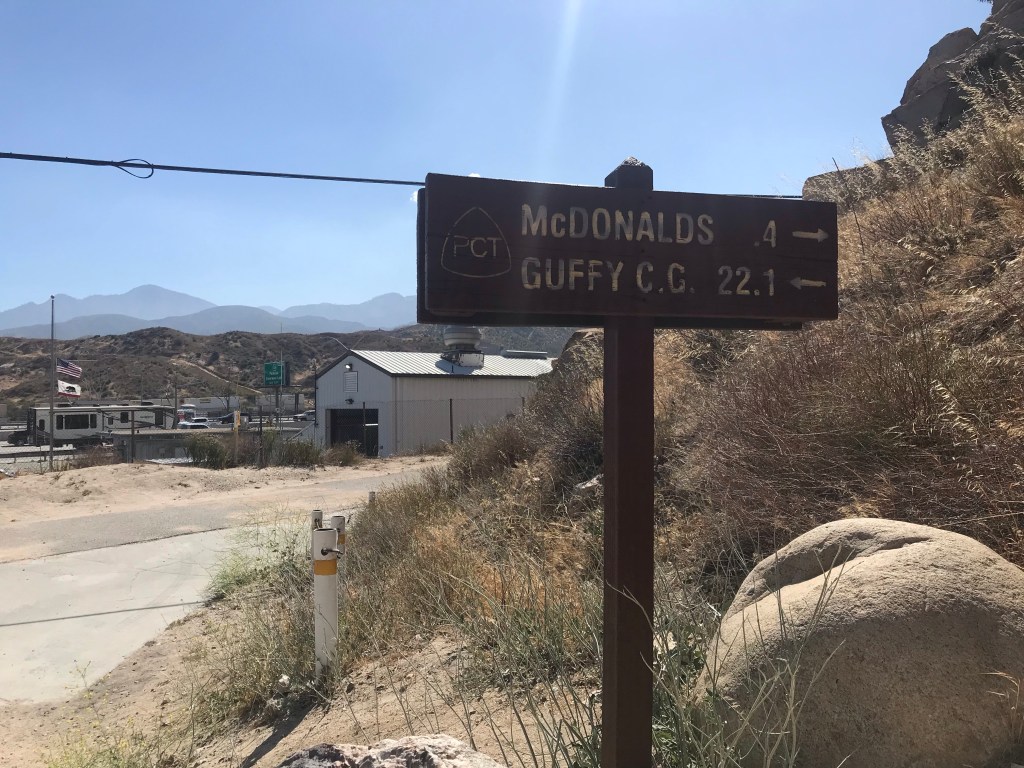 PCT
McDONALDS .4 →
GUFFY C.G. 22.1 ←